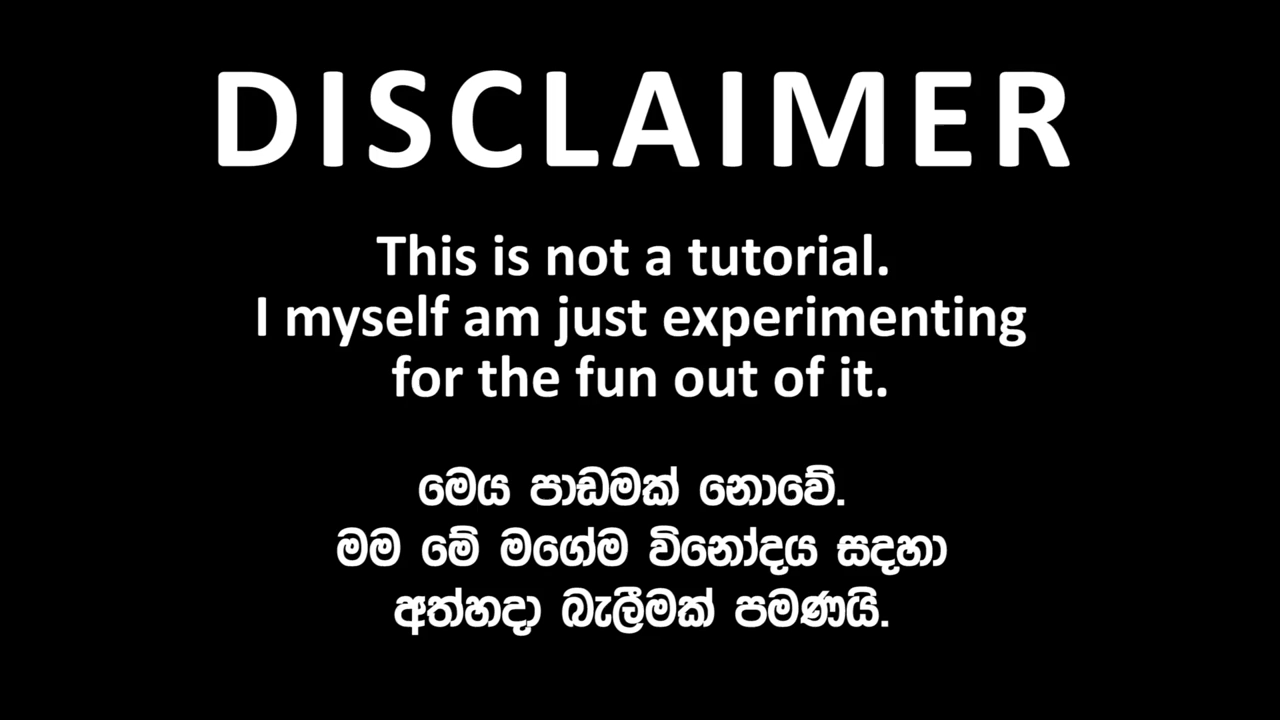 DISCLAIMER
This is not a tutorial.
I myself am just experimenting
for the fun out of it.
මෙය පාඩමක් නොවේ.
මම මේ මගේම විනෝදය සදහා
අත්හදා බැලීමක් පමණයි.